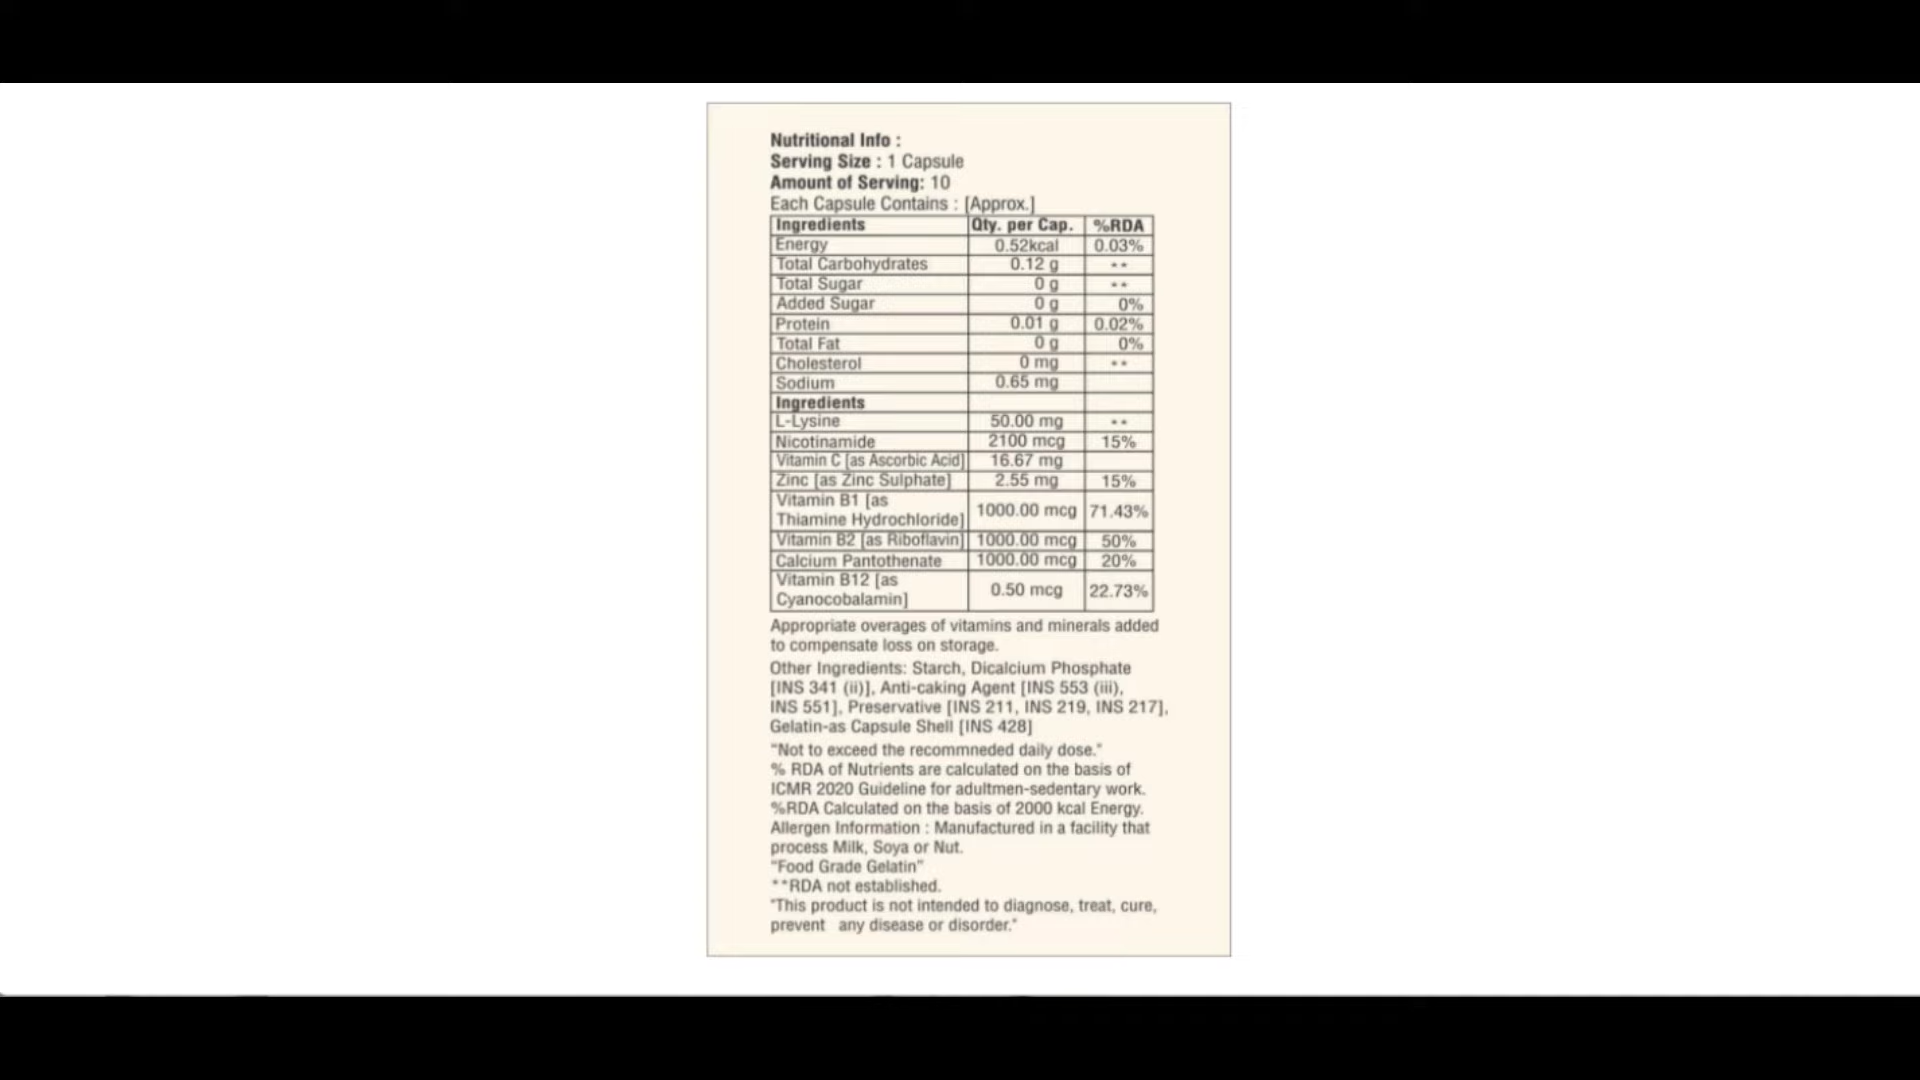 Nutritional Info :
Serving Size : 1 Capsule
Amount of Serving: 10
Each Capsule Contains : [Approx.]
Ingredients Qty. per Cap. %RDA
Energy 0.52kcal 0.03%
Total Carbohydrates 0.12 g **
Total Sugar 0 g **
Added Sugar 0 g 0%
Protein 0.01 g 0.02%
Total Fat 0 g 0%
Cholesterol 0 mg **
Sodium 0.65 mg
Ingredients
L-Lysine 50.00 mg **
Nicotinamide 2100 mcg 15%
Vitamin C [as Ascorbic Acid] 16.67 mg
Zinc [as Zinc Sulphate] 2.55 mg 15%
Vitamin B1 [as
Thiamine Hydrochloride] 1000.00 mcg 71.43%
Vitamin B2 [as Riboflavin] 1000.00 mcg 50%
Calcium Pantothenate 1000.00 mcg 20%
Vitamin B12 [as
Cyanocobalamin] 0.50 mcg 22.73%
Appropriate overages of vitamins and minerals added
to compensate loss on storage.
Other Ingredients: Starch, Dicalcium Phosphate
[INS 341 (ii)], Anti-caking Agent [INS 553 (iii),
INS 551], Preservative [INS 211, INS 219, INS 217],
Gelatin-as Capsule Shell [INS 428]
"Not to exceed the recommneded daily dose."
% RDA of Nutrients are calculated on the basis of
ICMR 2020 Guideline for adultmen-sedentary work.
%RDA Calculated on the basis of 2000 kcal Energy.
Allergen Information : Manufactured in a facility that
process Milk, Soya or Nut.
"Food Grade Gelatin"
**RDA not established.
"This product is not intended to diagnose, treat, cure,
prevent any disease or disorder."